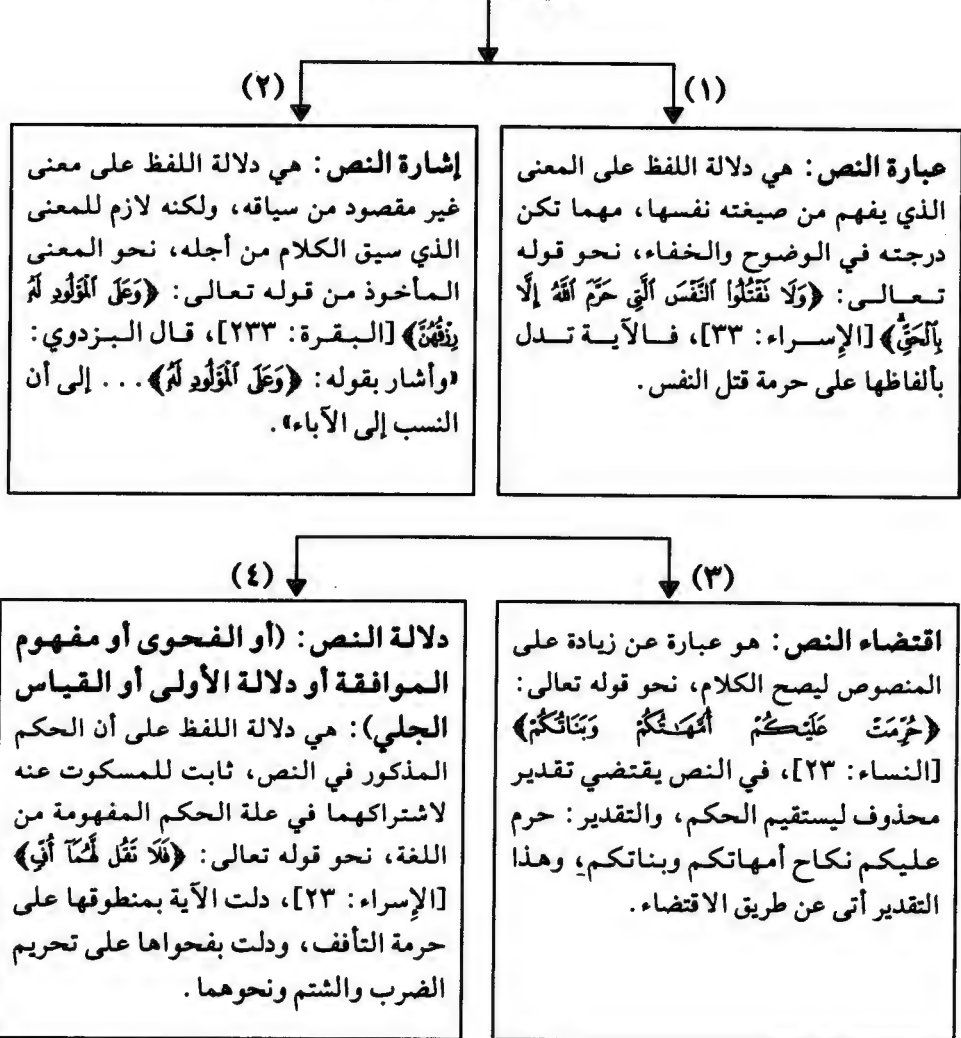 (١)
عبارة النص: هي دلالة اللفظ على المعنى
الذي يفهم من صيغته نفسها، مهما تكن
درجته في الوضوح والخفاء، نحو قوله
تعالى: ﴿وَلَا تَقْتُلُوا۟ ٱلنَّفْسَ ٱلَّتِى حَرَّمَ ٱللَّهُ إِلَّا
بِٱلْحَقِّۗ﴾ [الإسراء: ٣٣]، فالآية تدل
بألفاظها على حرمة قتل النفس.
(٢)
إشارة النص: هي دلالة اللفظ على معنى
غير مقصود من سياقه، ولكنه لازم للمعنى
الذي سيق الكلام من أجله، نحو المعنى
المأخوذ من قوله تعالى: ﴿وَعَلَى ٱلْمَوْلُودِ لَهُۥ
رِزْقُهُنَّ﴾ [البقرة: ٢٣٣]، قال البزدوي:
«وأشار بقوله: ﴿وَعَلَى ٱلْمَوْلُودِ لَهُۥ﴾... إلى أن
النسب إلى الآباء».
(٣)
اقتضاء النص: هو عبارة عن زيادة على
المنصوص ليصح الكلام، نحو قوله تعالى:
﴿حُرِّمَتْ عَلَيْكُمْ أُمَّهَٰتُكُمْ وَبَنَاتُكُمْ﴾
[النساء: ٢٣]، في النص يقتضي تقدير
محذوف ليستقيم الحكم، والتقدير: حرم
عليكم نكاح أمهاتكم وبناتكم، وهذا
التقدير أتى عن طريق الاقتضاء.
(٤)
دلالة النص: (أو الفحوى أو مفهوم
الموافقة أو دلالة الأولى أو القياس
الجلي): هي دلالة اللفظ على أن الحكم
المذكور في النص، ثابت للمسكوت عنه
لاشتراكهما في علة الحكم المفهومة من
اللغة، نحو قوله تعالى: ﴿فَلَا تَقُل لَّهُمَآ أُفٍّ﴾
[الإسراء: ٢٣]، دلت الآية بمنطوقها على
حرمة التأفف، ودلت بفحواها على تحريم
الضرب والشتم ونحوهما.